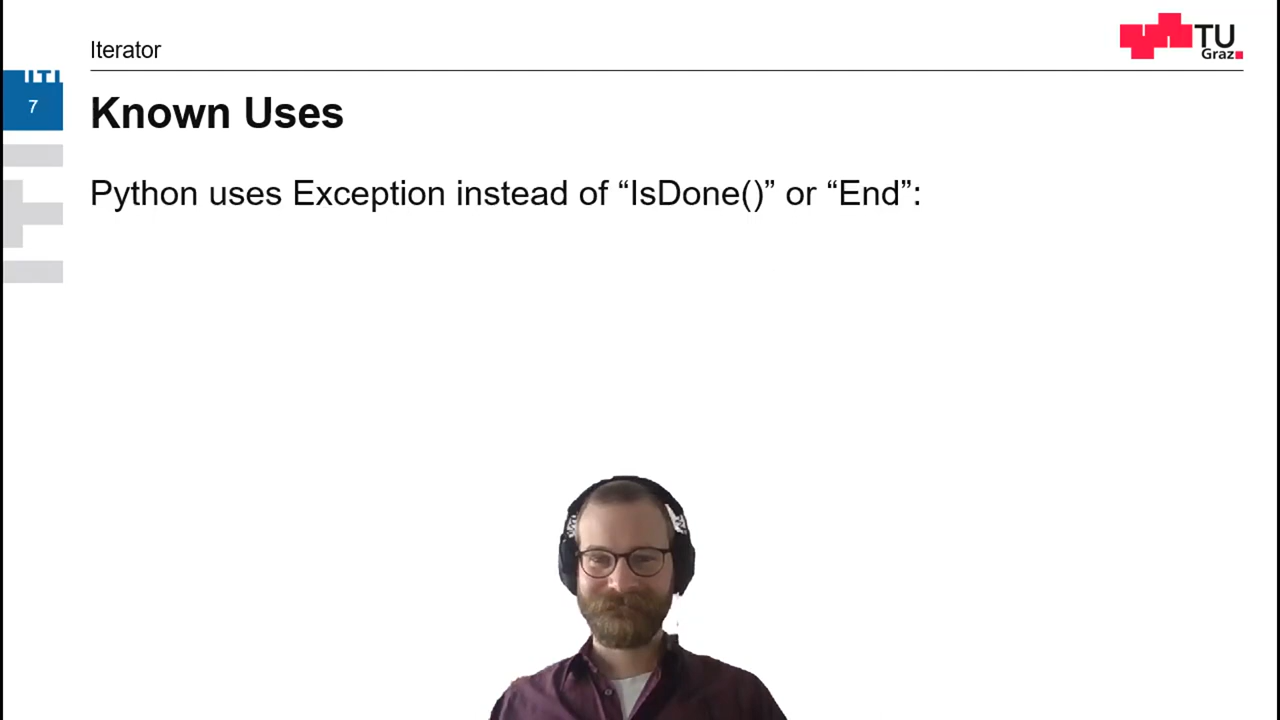 Iterator
TU
Graz
7
Known Uses
Python uses Exception instead of “IsDone()” or “End”: